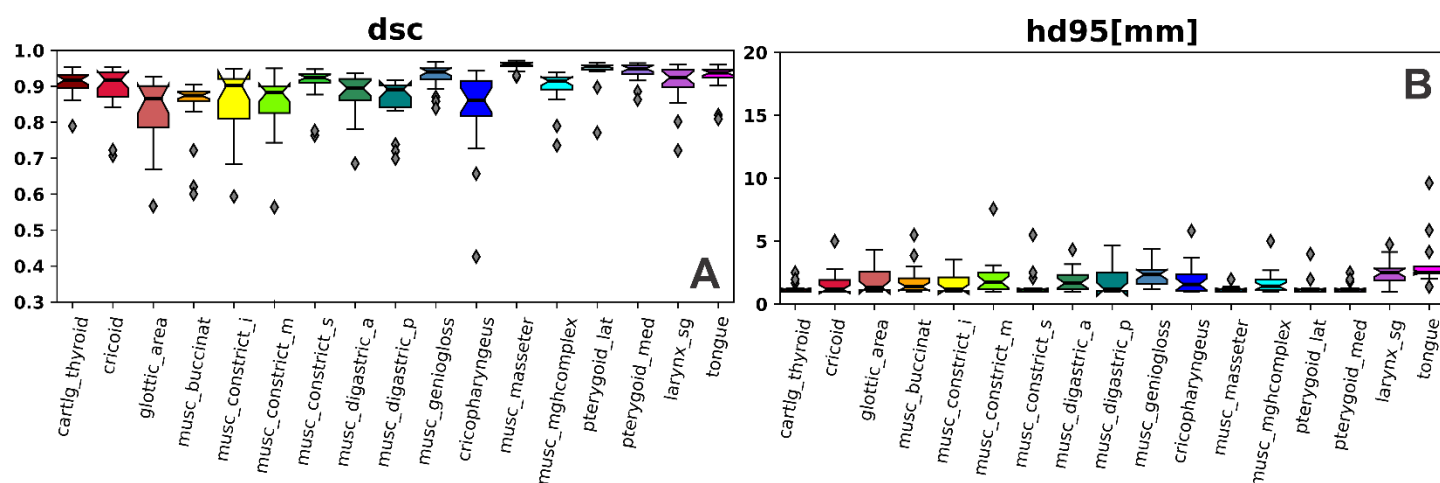 dsc
1.0
0.9
0.8
0.7
0.6
0.5
0.4
0.3
A
cartlg_thyroid
cricoid
glottic_area
musc_buccinat
musc_constrict_i
musc_constrict_m
musc_constrict_s
musc_digastric_a
musc_digastric_p
musc_geniogloss
cricopharyngeus
musc_masseter
musc_mghcomplex
pterygoid_lat
pterygoid_med
larynx_sg
tongue
hd95[mm]
20
15
10
5
0
B
cartlg_thyroid
cricoid
glottic_area
musc_buccinat
musc_constrict_i
musc_constrict_m
musc_constrict_s
musc_digastric_a
musc_digastric_p
musc_geniogloss
cricopharyngeus
musc_masseter
musc_mghcomplex
pterygoid_lat
pterygoid_med
larynx_sg
tongue